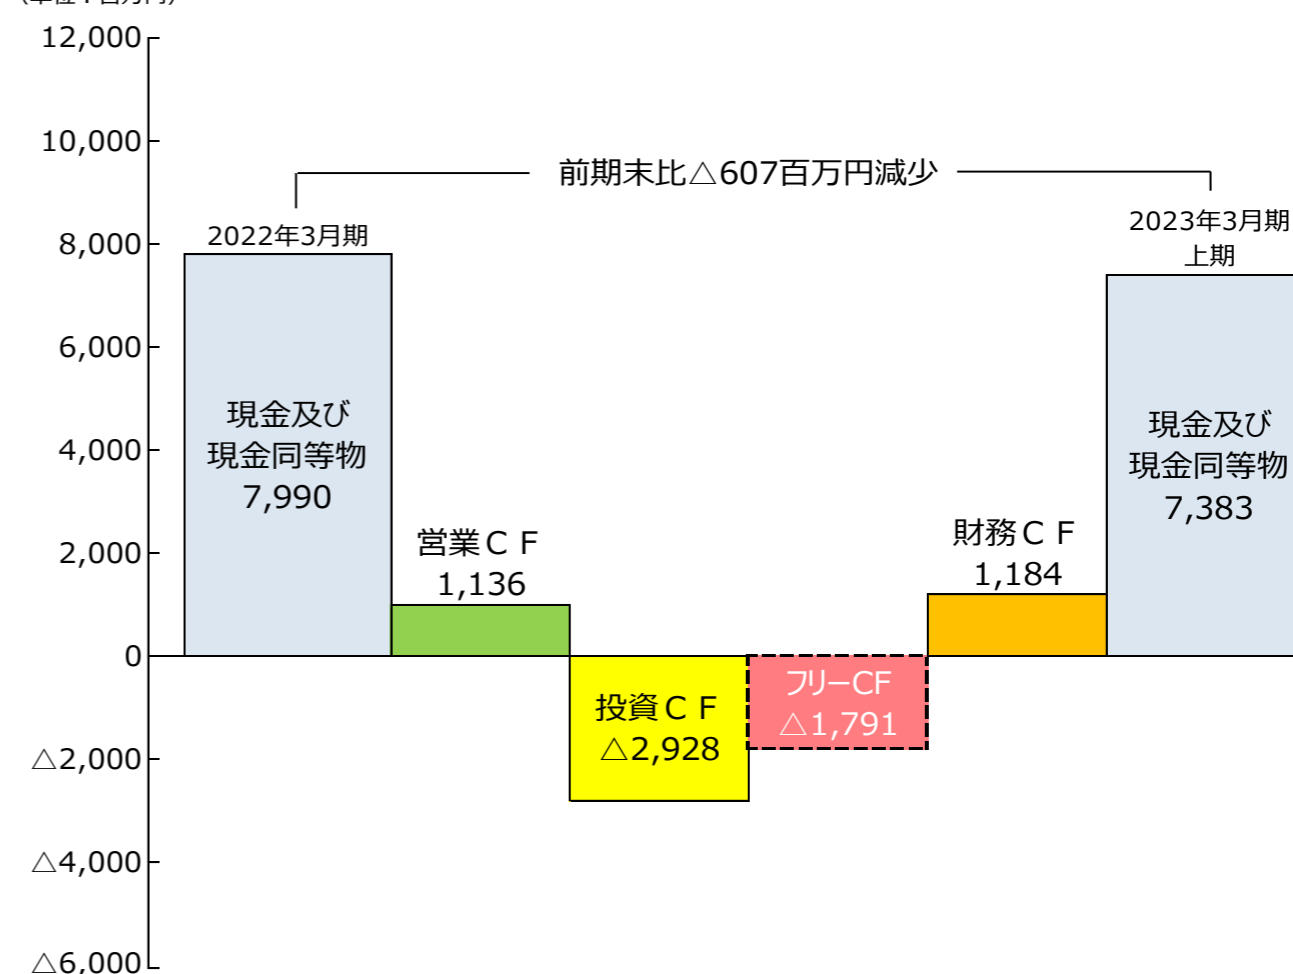 (単位：百万円)
12,000
10,000
8,000
6,000
4,000
2,000
0
△2,000
△4,000
△6,000
前期末比△607百万円減少
2022年3月期
現金及び
現金同等物
7,990
営業ＣＦ
1,136
投資ＣＦ
△2,928
フリーCF
△1,791
財務ＣＦ
1,184
2023年3月期
上期
現金及び
現金同等物
7,383